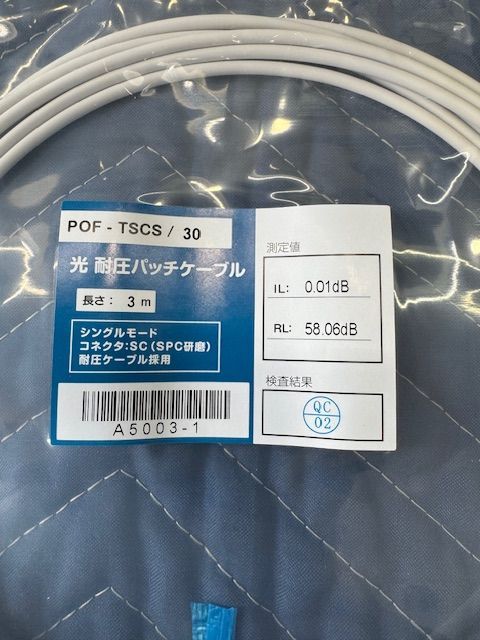 POF - TSCS / 30
光 耐圧パッチケーブル
長さ： 3 m
シングルモード
コネクタ:SC（SPC研磨）
耐圧ケーブル採用
A5003-1
測定値
IL: 0.01dB
RL: 58.06dB
検査結果
QC
02